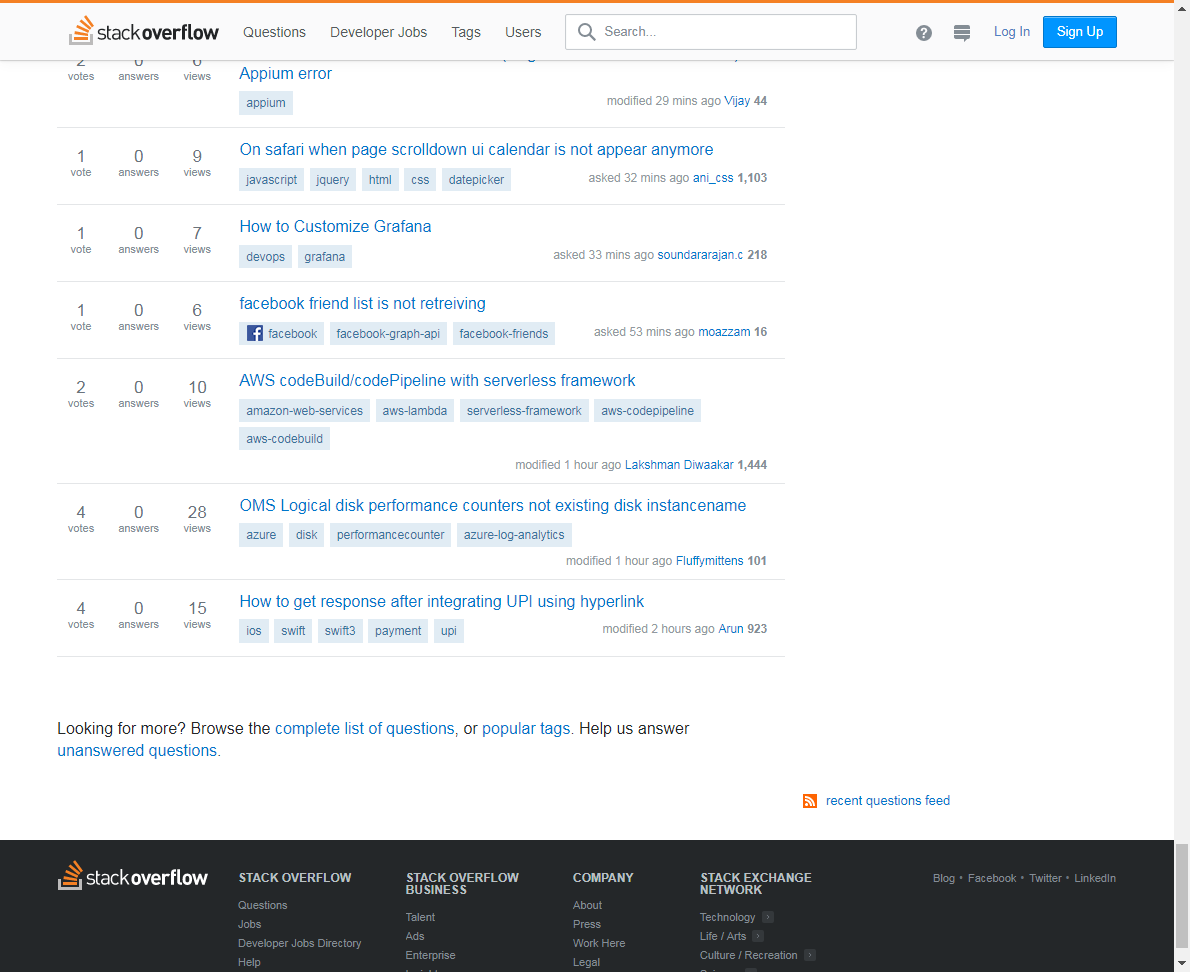 stack overflow Questions Developer Jobs Tags Users Search... Log In Sign Up
votes answers views
Appium error
appium
modified 29 mins ago Vijay 44
1 0 9 On safari when page scrolldown ui calendar is not appear anymore
vote answers views
javascript jquery html css datepicker
asked 32 mins ago ani_css 1,103
1 0 7 How to Customize Grafana
vote answers views
devops grafana
asked 33 mins ago soundararajan.c 218
1 0 6 facebook friend list is not retreiving
vote answers views
facebook facebook-graph-api facebook-friends
asked 53 mins ago moazzam 16
2 0 10 AWS codeBuild/codePipeline with serverless framework
votes answers views
amazon-web-services aws-lambda serverless-framework aws-codepipeline
aws-codebuild
modified 1 hour ago Lakshman Diwaakar 1,444
4 0 28 OMS Logical disk performance counters not existing disk instancename
votes answers views
azure disk performancecounter azure-log-analytics
modified 1 hour ago Fluffymittens 101
4 0 15 How to get response after integrating UPI using hyperlink
votes answers views
ios swift swift3 payment upi
modified 2 hours ago Arun 923
Looking for more? Browse the complete list of questions, or popular tags. Help us answer
unanswered questions.
recent questions feed
stack overflow
STACK OVERFLOW
Questions
Jobs
Developer Jobs Directory
Help
STACK OVERFLOW
BUSINESS
Talent
Ads
Enterprise
COMPANY
About
Press
Work Here
Legal
STACK EXCHANGE
NETWORK
Technology
Life / Arts
Culture / Recreation
Blog • Facebook • Twitter • LinkedIn